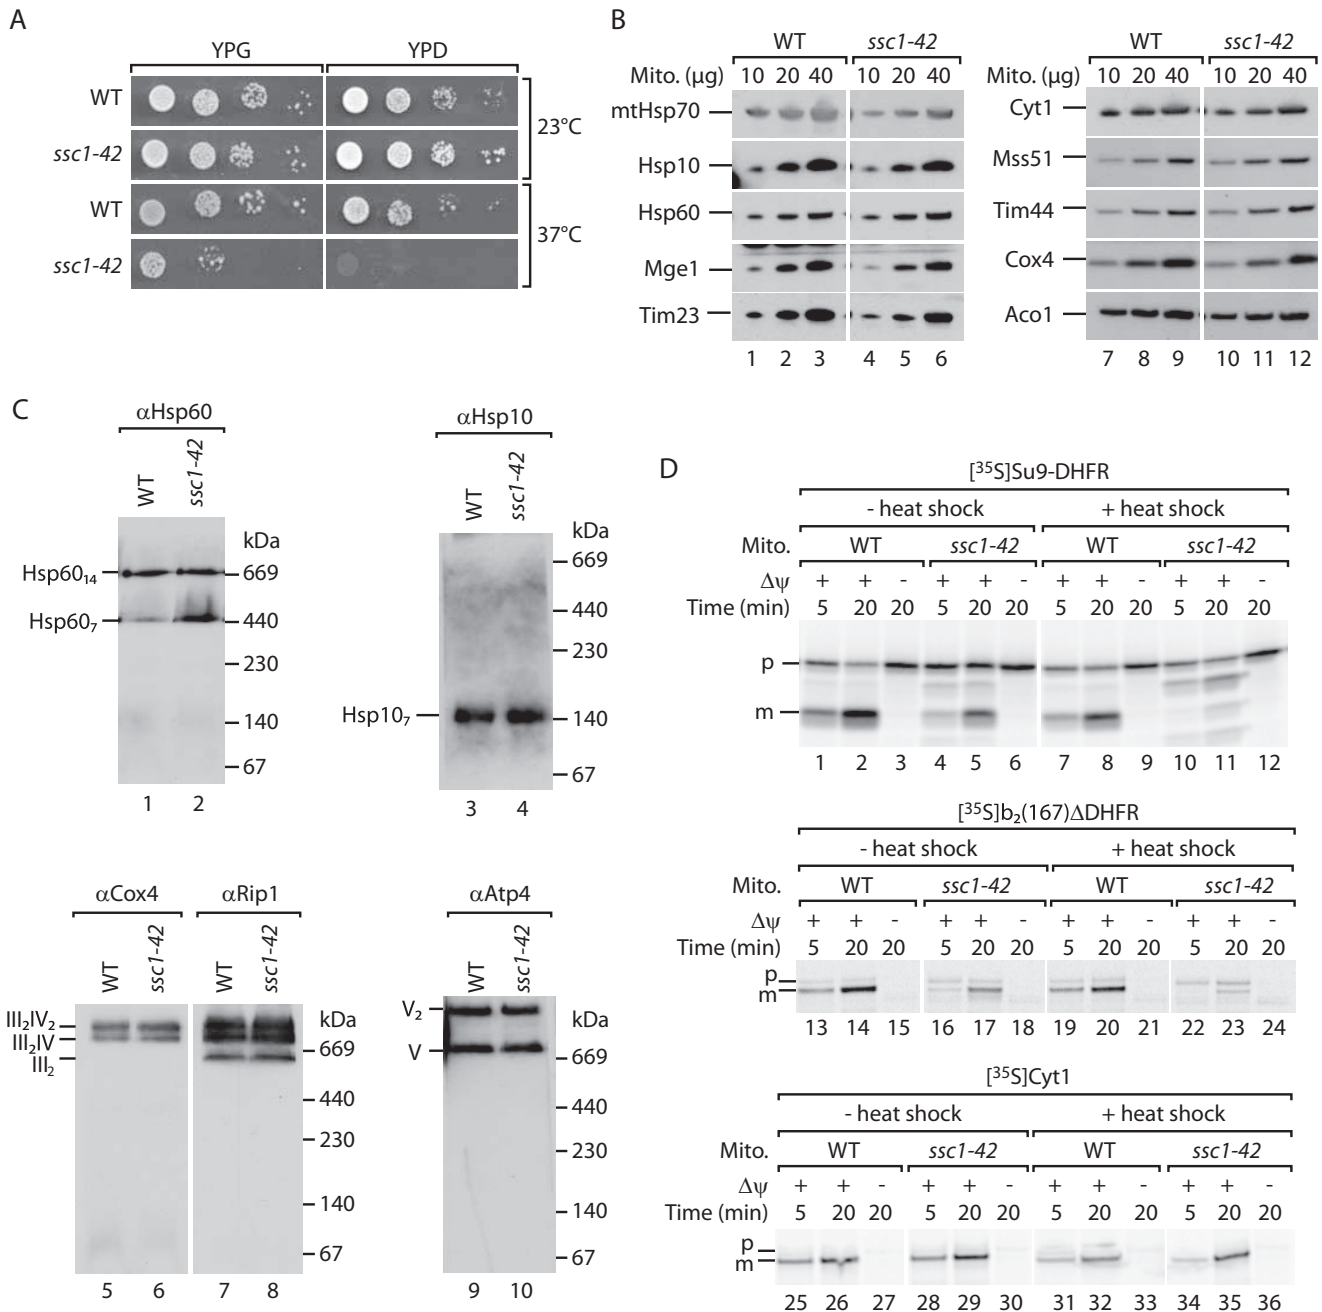 A
YPG YPD
WT
ssc1-42
23°C
WT
ssc1-42
37°C
B
WT ssc1-42
Mito. (µg) 10 20 40 10 20 40
mtHsp70
Hsp10
Hsp60
Mge1
Tim23
1 2 3 4 5 6
WT ssc1-42
Mito. (µg) 10 20 40 10 20 40
Cyt1
Mss51
Tim44
Cox4
Aco1
7 8 9 10 11 12
C
αHsp60
WT ssc1-42
kDa
Hsp60₁₄ 669
Hsp60₇ 440
230
140
67
1 2
αHsp10
WT ssc1-42
kDa
669
440
230
Hsp10₇ 140
67
3 4
αCox4 αRip1
WT ssc1-42 WT ssc1-42
III₂IV₂ kDa
III₂IV 669
III₂
440
230
140
67
5 6 7 8
αAtp4
WT ssc1-42
V₂ kDa
V 669
440
230
140
67
9 10
D
[³⁵S]Su9-DHFR
- heat shock + heat shock
Mito. WT ssc1-42 WT ssc1-42
Δψ + + - + + - + + - + + -
Time (min) 5 20 20 5 20 20 5 20 20 5 20 20
p
m
1 2 3 4 5 6 7 8 9 10 11 12
[³⁵S]b₂(167)ΔDHFR
- heat shock + heat shock
Mito. WT ssc1-42 WT ssc1-42
Δψ + + - + + - + + - + + -
Time (min) 5 20 20 5 20 20 5 20 20 5 20 20
p
m
13 14 15 16 17 18 19 20 21 22 23 24
[³⁵S]Cyt1
- heat shock + heat shock
Mito. WT ssc1-42 WT ssc1-42
Δψ + + - + + - + + - + + -
Time (min) 5 20 20 5 20 20 5 20 20 5 20 20
p
m
25 26 27 28 29 30 31 32 33 34 35 36